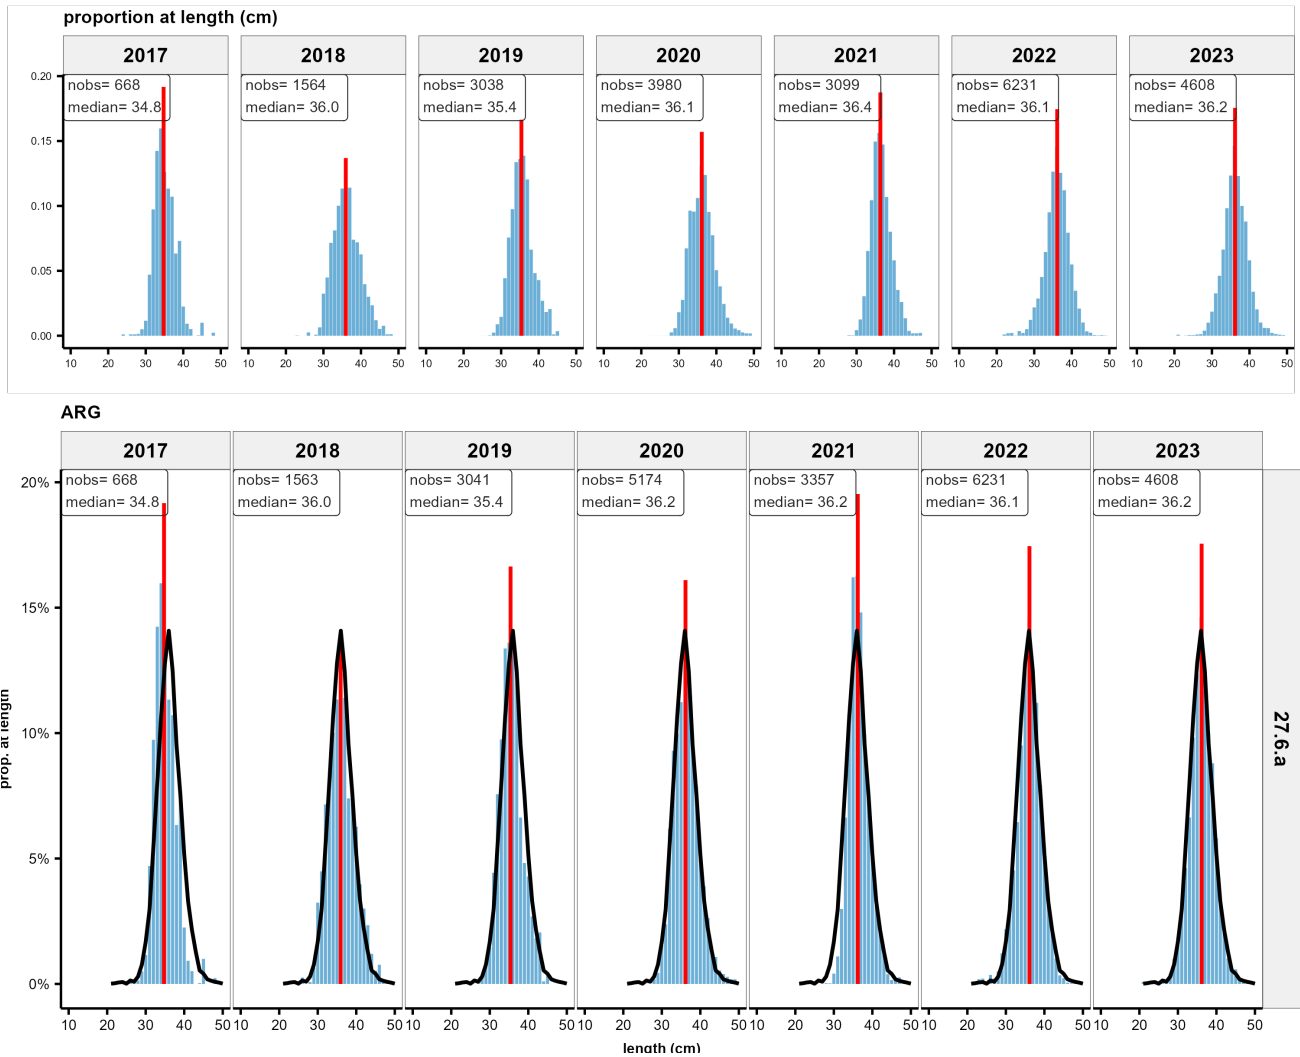 proportion at length (cm)
2017 2018 2019 2020 2021 2022 2023
nobs= 668 nobs= 1564 nobs= 3038 nobs= 3980 nobs= 3099 nobs= 6231 nobs= 4608
median= 34.8 median= 36.0 median= 35.4 median= 36.1 median= 36.4 median= 36.1 median= 36.2
0.20
0.15
0.10
0.05
0.00
10 20 30 40 50 10 20 30 40 50 10 20 30 40 50 10 20 30 40 50 10 20 30 40 50 10 20 30 40 50 10 20 30 40 50
ARG
2017 2018 2019 2020 2021 2022 2023
nobs= 668 nobs= 1563 nobs= 3041 nobs= 5174 nobs= 3357 nobs= 6231 nobs= 4608
median= 34.8 median= 36.0 median= 35.4 median= 36.2 median= 36.2 median= 36.1 median= 36.2
20%
15%
10%
5%
0%
prop. at length
27.6.a
10 20 30 40 50 10 20 30 40 50 10 20 30 40 50 10 20 30 40 50 10 20 30 40 50 10 20 30 40 50 10 20 30 40 50
length (cm)